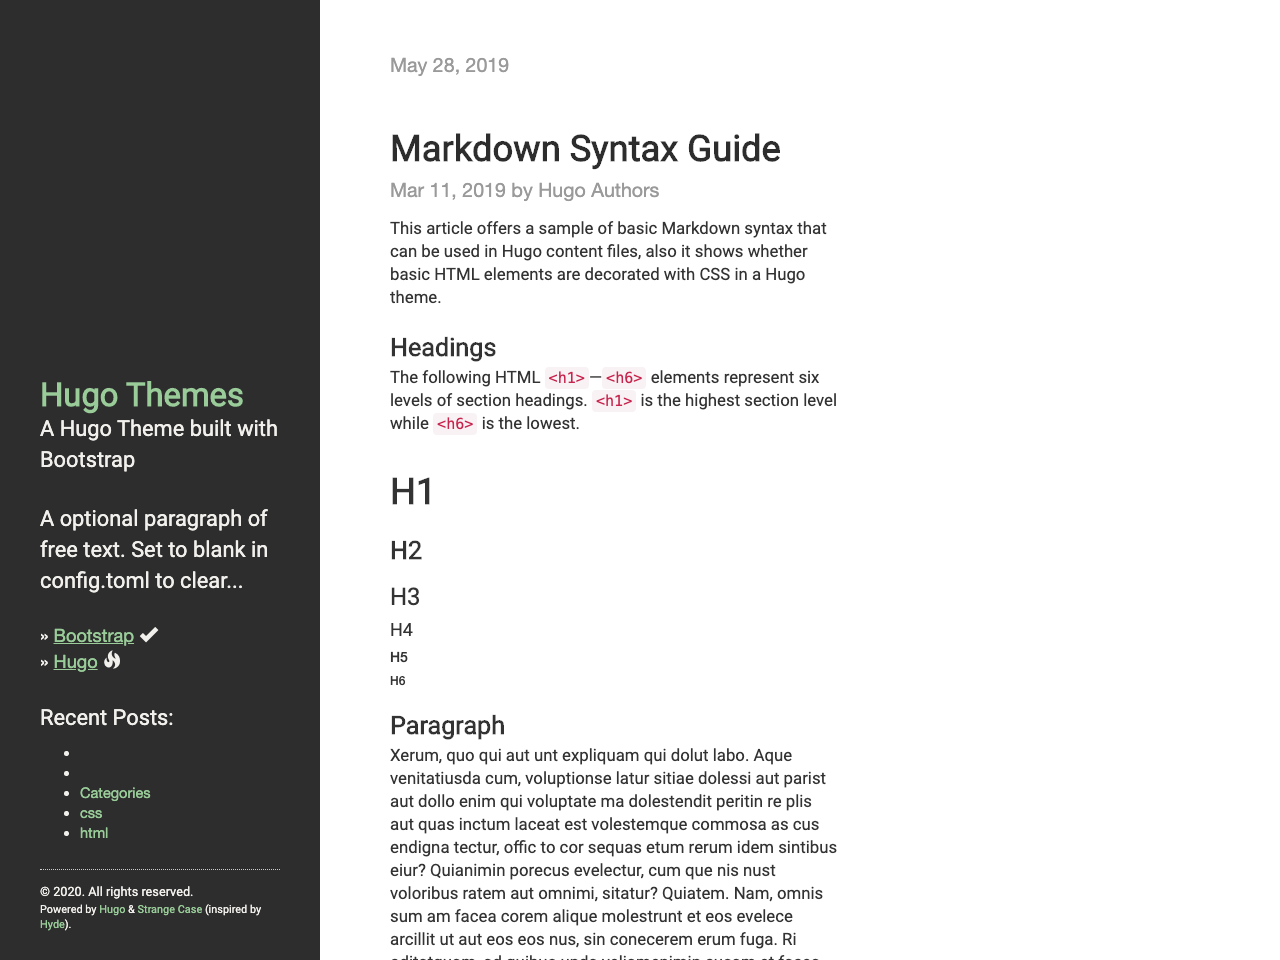 Hugo Themes
A Hugo Theme built with
Bootstrap
A optional paragraph of
free text. Set to blank in
config.toml to clear...
» Bootstrap
» Hugo
Recent Posts:
Categories
css
html
© 2020. All rights reserved.
Powered by Hugo & Strange Case (inspired by
Hyde).
May 28, 2019
Markdown Syntax Guide
Mar 11, 2019 by Hugo Authors
This article offers a sample of basic Markdown syntax that
can be used in Hugo content files, also it shows whether
basic HTML elements are decorated with CSS in a Hugo
theme.
Headings
The following HTML <h1>—<h6> elements represent six
levels of section headings. <h1> is the highest section level
while <h6> is the lowest.
H1
H2
H3
H4
H5
H6
Paragraph
Xerum, quo qui aut unt expliquam qui dolut labo. Aque
venitatiusda cum, voluptionse latur sitiae dolessi aut parist
aut dollo enim qui voluptate ma dolestendit peritin re plis
aut quas inctum laceat est volestemque commosa as cus
endigna tectur, offic to cor sequas etum rerum idem sintibus
eiur? Quianimin porecus evelectur, cum que nis nust
voloribus ratem aut omnimi, sitatur? Quiatem. Nam, omnis
sum am facea corem alique molestrunt et eos evelece
arcillit ut aut eos eos nus, sin conecerem erum fuga. Ri